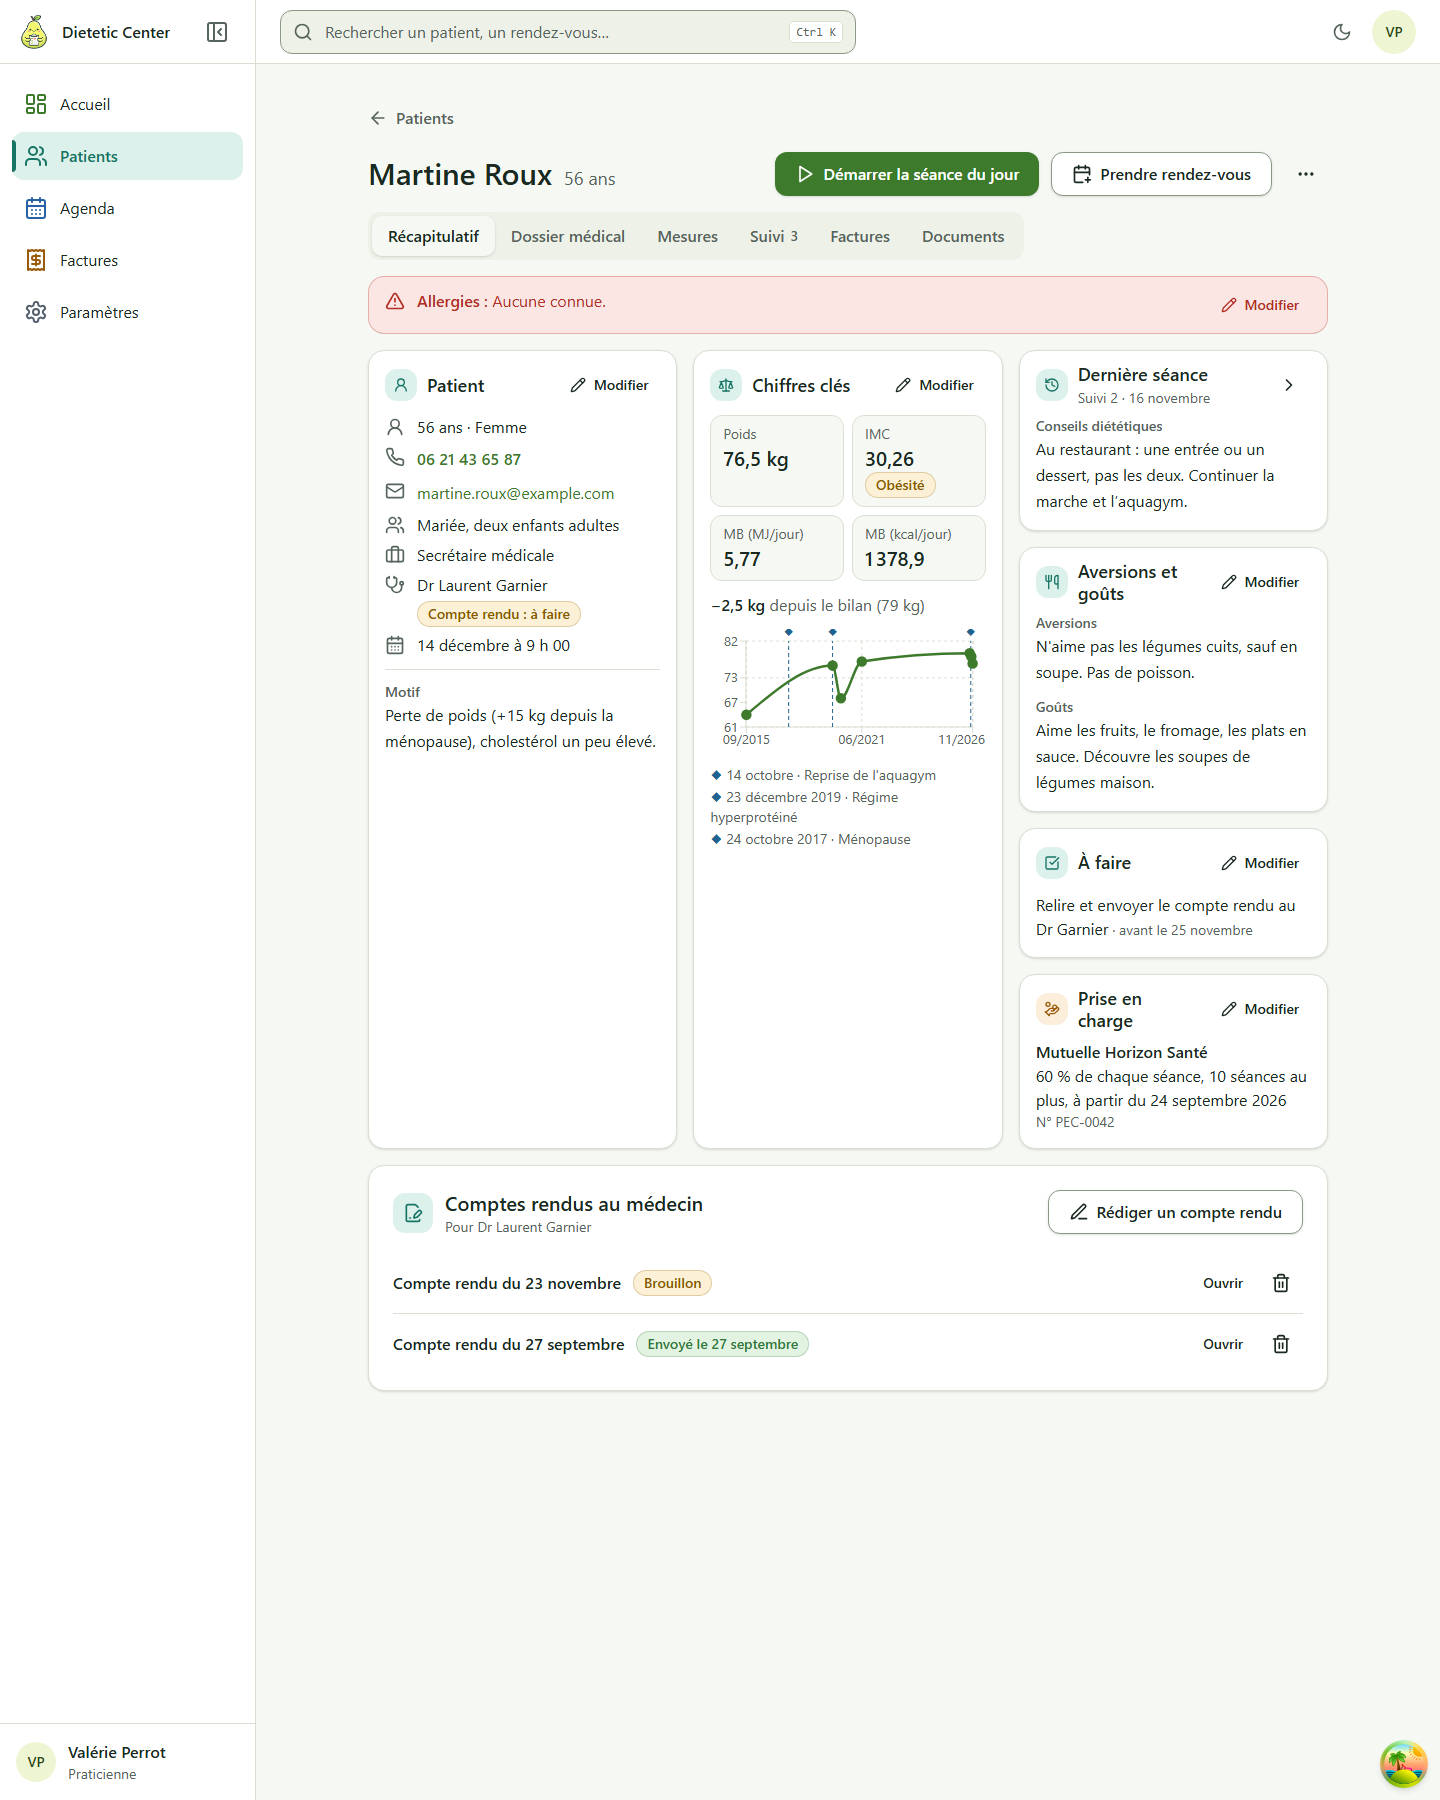 Dietetic Center
Rechercher un patient, un rendez-vous...
Ctrl K
VP
Accueil
Patients
Agenda
Factures
Paramètres
Patients
Martine Roux 56 ans
Démarrer la séance du jour
Prendre rendez-vous
Récapitulatif
Dossier médical
Mesures
Suivi 3
Factures
Documents
Allergies : Aucune connue.
Modifier
Patient
Modifier
56 ans · Femme
06 21 43 65 87
martine.roux@example.com
Mariée, deux enfants adultes
Secrétaire médicale
Dr Laurent Garnier
Compte rendu : à faire
14 décembre à 9 h 00
Motif
Perte de poids (+15 kg depuis la
ménopause), cholestérol un peu élevé.
Chiffres clés
Modifier
Poids
76,5 kg
IMC
30,26
Obésité
MB (MJ/jour)
5,77
MB (kcal/jour)
1 378,9
−2,5 kg depuis le bilan (79 kg)
82
73
67
61
09/2015
06/2021
11/2026
14 octobre · Reprise de l'aquagym
23 décembre 2019 · Régime
hyperprotéiné
24 octobre 2017 · Ménopause
Dernière séance
Suivi 2 · 16 novembre
Conseils diététiques
Au restaurant : une entrée ou un
dessert, pas les deux. Continuer la
marche et l'aquagym.
Aversions et
goûts
Modifier
Aversions
N'aime pas les légumes cuits, sauf en
soupe. Pas de poisson.
Goûts
Aime les fruits, le fromage, les plats en
sauce. Découvre les soupes de
légumes maison.
À faire
Modifier
Relire et envoyer le compte rendu au
Dr Garnier · avant le 25 novembre
Prise en
charge
Modifier
Mutuelle Horizon Santé
60 % de chaque séance, 10 séances au
plus, à partir du 24 septembre 2026
N° PEC-0042
Comptes rendus au médecin
Pour Dr Laurent Garnier
Rédiger un compte rendu
Compte rendu du 23 novembre
Brouillon
Ouvrir
Compte rendu du 27 septembre
Envoyé le 27 septembre
Ouvrir
VP
Valérie Perrot
Praticienne